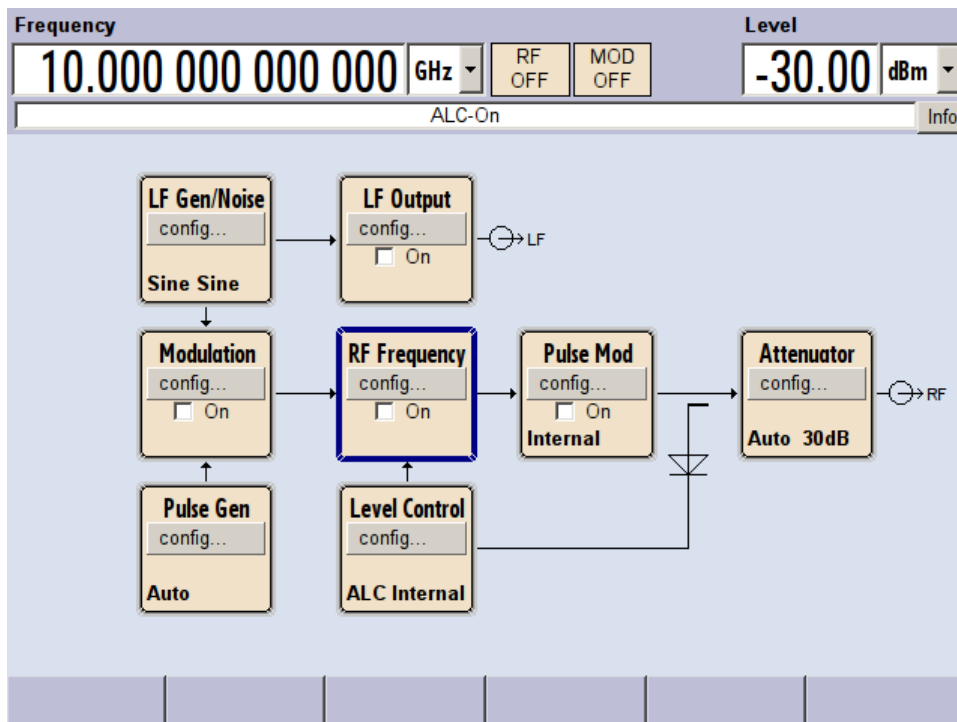 Frequency
Level
10.000 000 000 000 GHz
RF OFF
MOD OFF
-30.00 dBm
ALC-On
Info
LF Gen/Noise
config...
Sine Sine
LF Output
config...
On
LF
Modulation
config...
On
RF Frequency
config...
On
Pulse Mod
config...
On
Internal
Attenuator
config...
Auto 30dB
RF
Pulse Gen
config...
Auto
Level Control
config...
ALC Internal